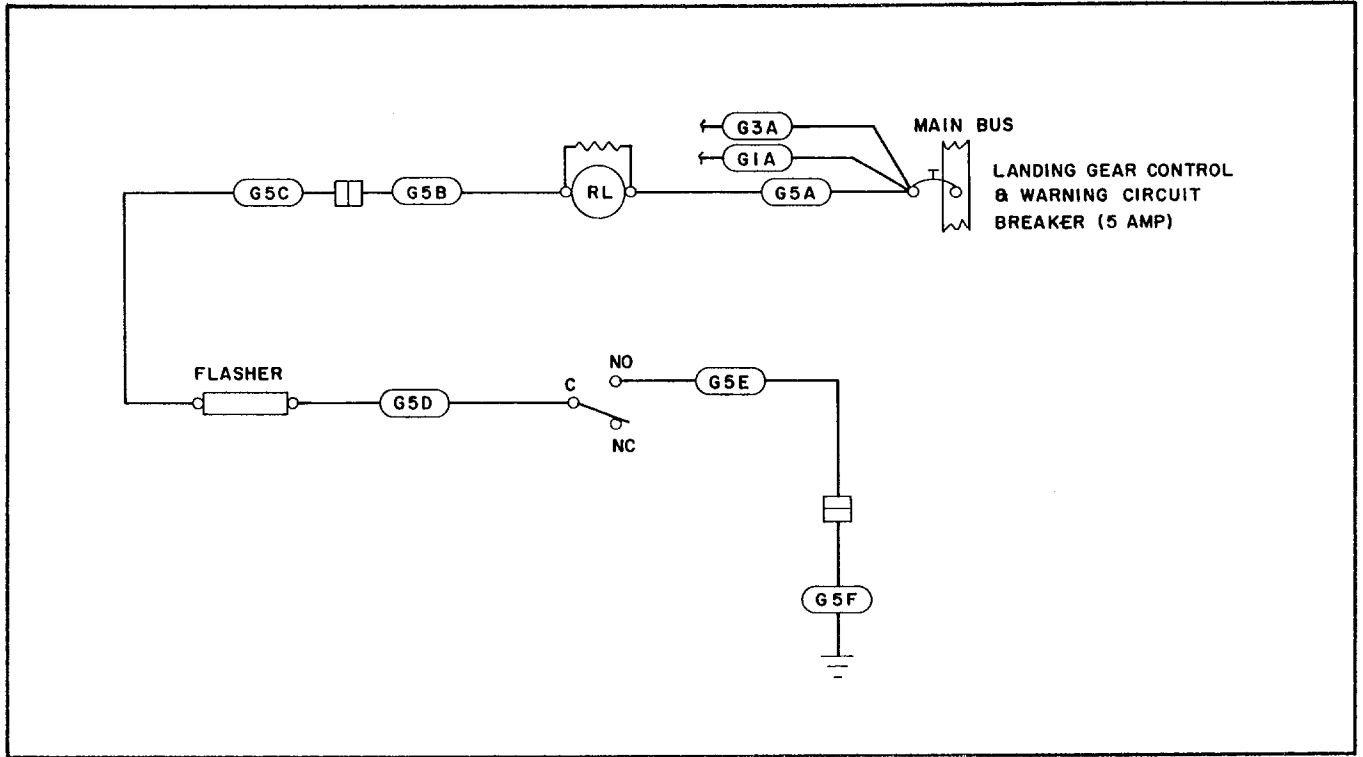 G3A
MAIN BUS
G1A
LANDING GEAR CONTROL
& WARNING CIRCUIT
BREAKER (5 AMP)
G5C
G5B
RL
G5A
FLASHER
NO
C
G5E
G5D
NC
G5F